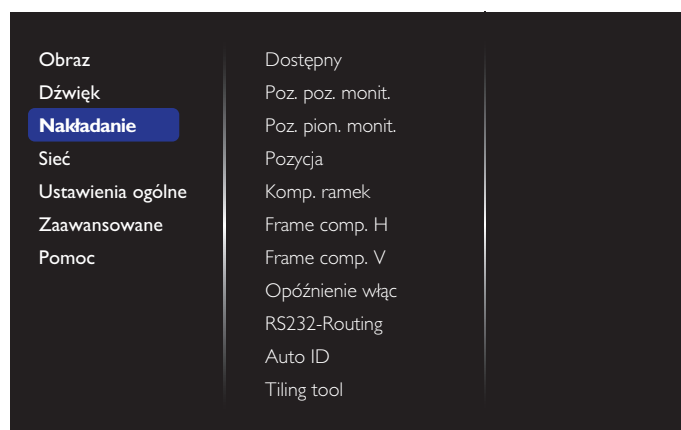 Obraz
Dźwięk
Nakładanie
Sieć
Ustawienia ogólne
Zaawansowane
Pomoc
Dostępny
Poz. poz. monit.
Poz. pion. monit.
Pozycja
Komp. ramek
Frame comp. H
Frame comp. V
Opóźnienie włąc
RS232-Routing
Auto ID
Tiling tool